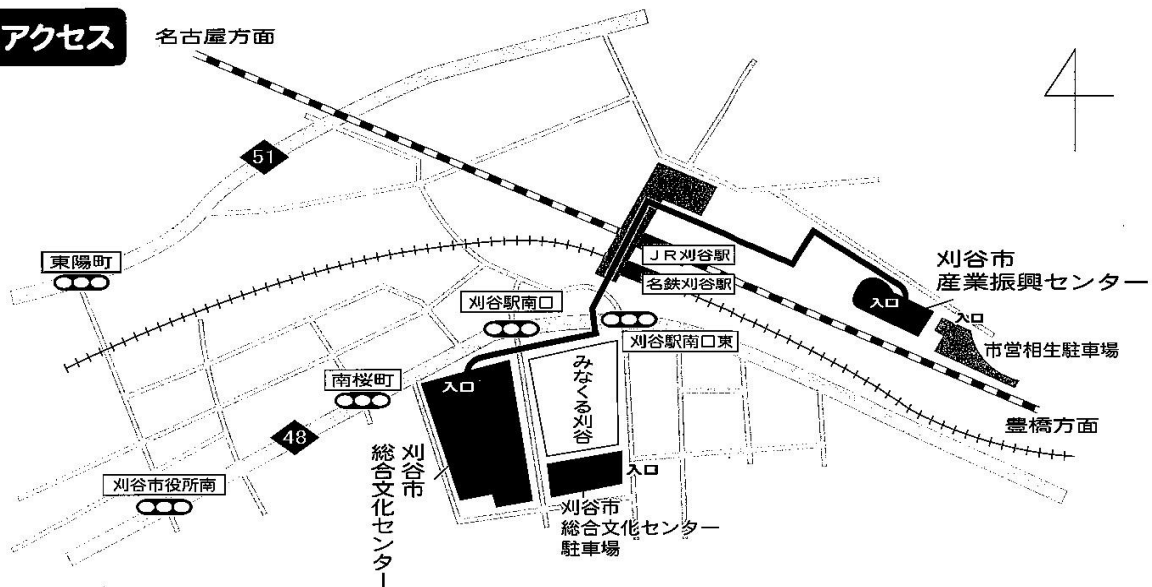 アクセス
名古屋方面
51
東陽町
JR刈谷駅
名鉄刈谷駅
刈谷駅南口
刈谷駅南口東
刈谷市
産業振興センター
入口
入口
市営相生駐車場
豊橋方面
南桜町
入口
みなくる刈谷
48
刈谷市
総合文化センター
入口
刈谷市役所南
刈谷市
総合文化センター
駐車場